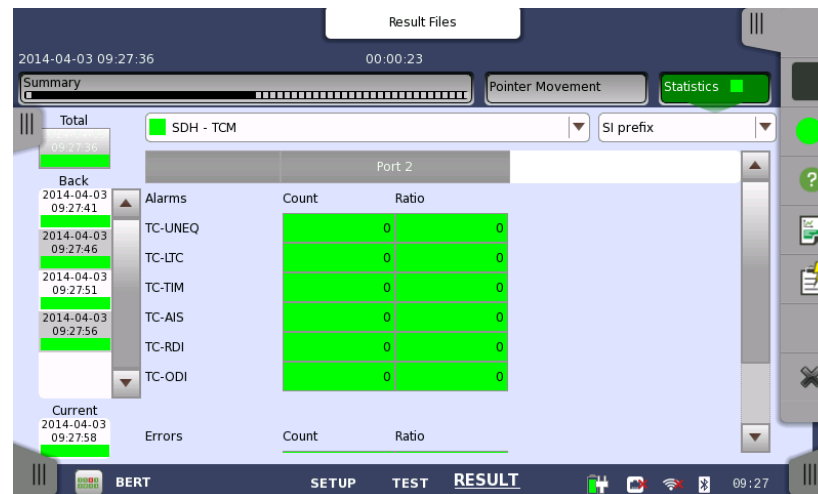 Result Files
2014-04-03 09:27:36 00:00:23
Summary Pointer Movement Statistics
Total
09:27:36
SDH - TCM SI prefix
Port 2
Back
2014-04-03
09:27:41
2014-04-03
09:27:46
2014-04-03
09:27:51
2014-04-03
09:27:56
Alarms Count Ratio
TC-UNEQ 0 0
TC-LTC 0 0
TC-TIM 0 0
TC-AIS 0 0
TC-RDI 0 0
TC-ODI 0 0
Current
2014-04-03
09:27:58
Errors Count Ratio
BERT SETUP TEST RESULT 09:27